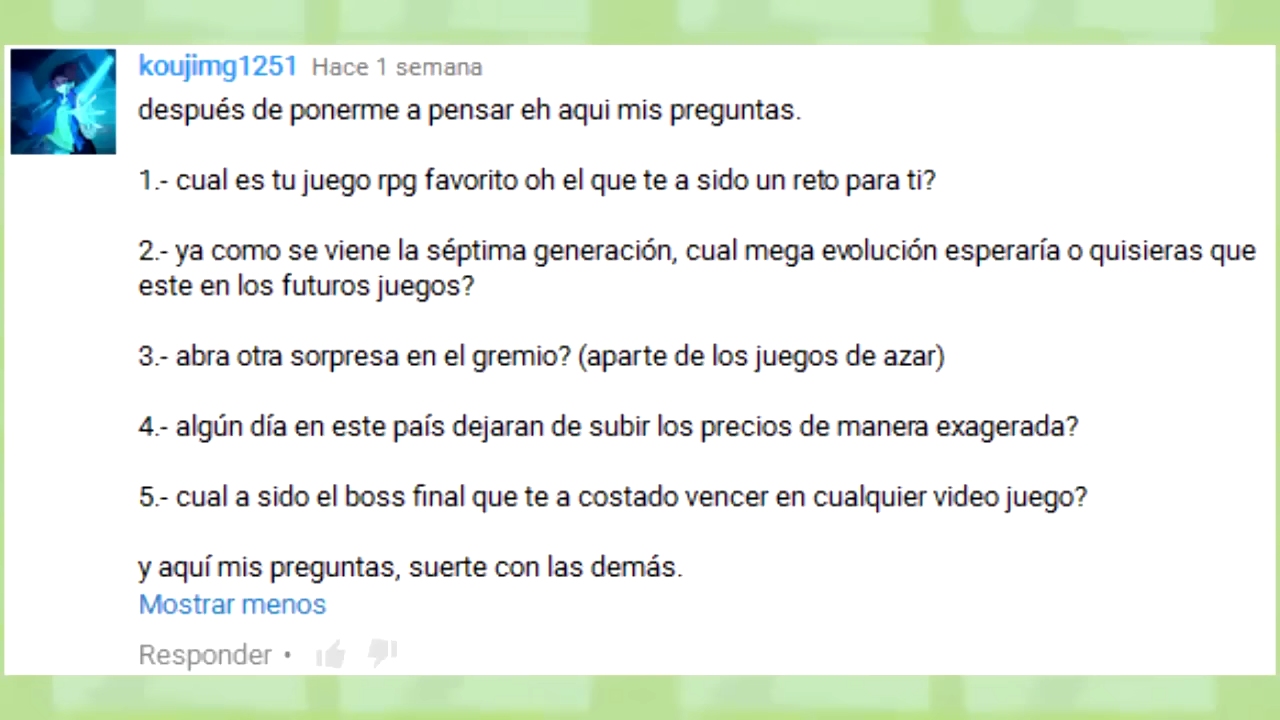 koujimg1251 Hace 1 semana
después de ponerme a pensar eh aqui mis preguntas.
1.- cual es tu juego rpg favorito oh el que te a sido un reto para ti?
2.- ya como se viene la séptima generación, cual mega evolución esperaría o quisieras que
este en los futuros juegos?
3.- abra otra sorpresa en el gremio? (aparte de los juegos de azar)
4.- algún día en este país dejaran de subir los precios de manera exagerada?
5.- cual a sido el boss final que te a costado vencer en cualquier video juego?
y aquí mis preguntas, suerte con las demás.
Mostrar menos
Responder •